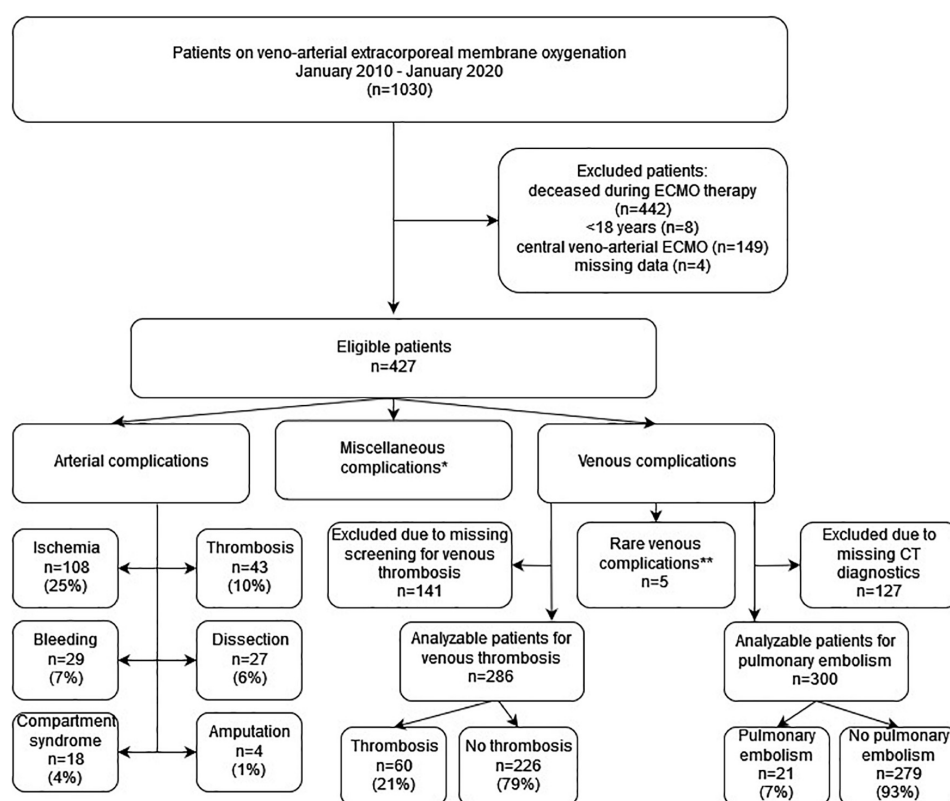 Patients on veno-arterial extracorporeal membrane oxygenation
January 2010 - January 2020
(n=1030)
Excluded patients:
deceased during ECMO therapy
(n=442)
<18 years (n=8)
central veno-arterial ECMO (n=149)
missing data (n=4)
Eligible patients
n=427
Arterial complications
Miscellaneous
complications*
Venous complications
Ischemia
n=108
(25%)
Thrombosis
n=43
(10%)
Bleeding
n=29
(7%)
Dissection
n=27
(6%)
Compartment
syndrome
n=18
(4%)
Amputation
n=4
(1%)
Excluded due to missing
screening for venous
thrombosis
n=141
Rare venous
complications**
n=5
Excluded due to
missing CT
diagnostics
n=127
Analyzable patients for
venous thrombosis
n=286
Analyzable patients for
pulmonary embolism
n=300
Thrombosis
n=60
(21%)
No thrombosis
n=226
(79%)
Pulmonary
embolism
n=21
(7%)
No pulmonary
embolism
n=279
(93%)